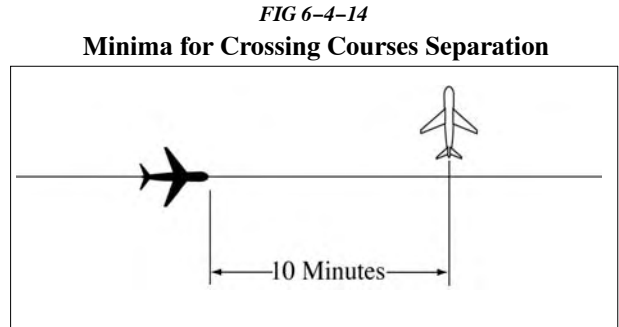 FIG 6−4−14
Minima for Crossing Courses Separation
10 Minutes